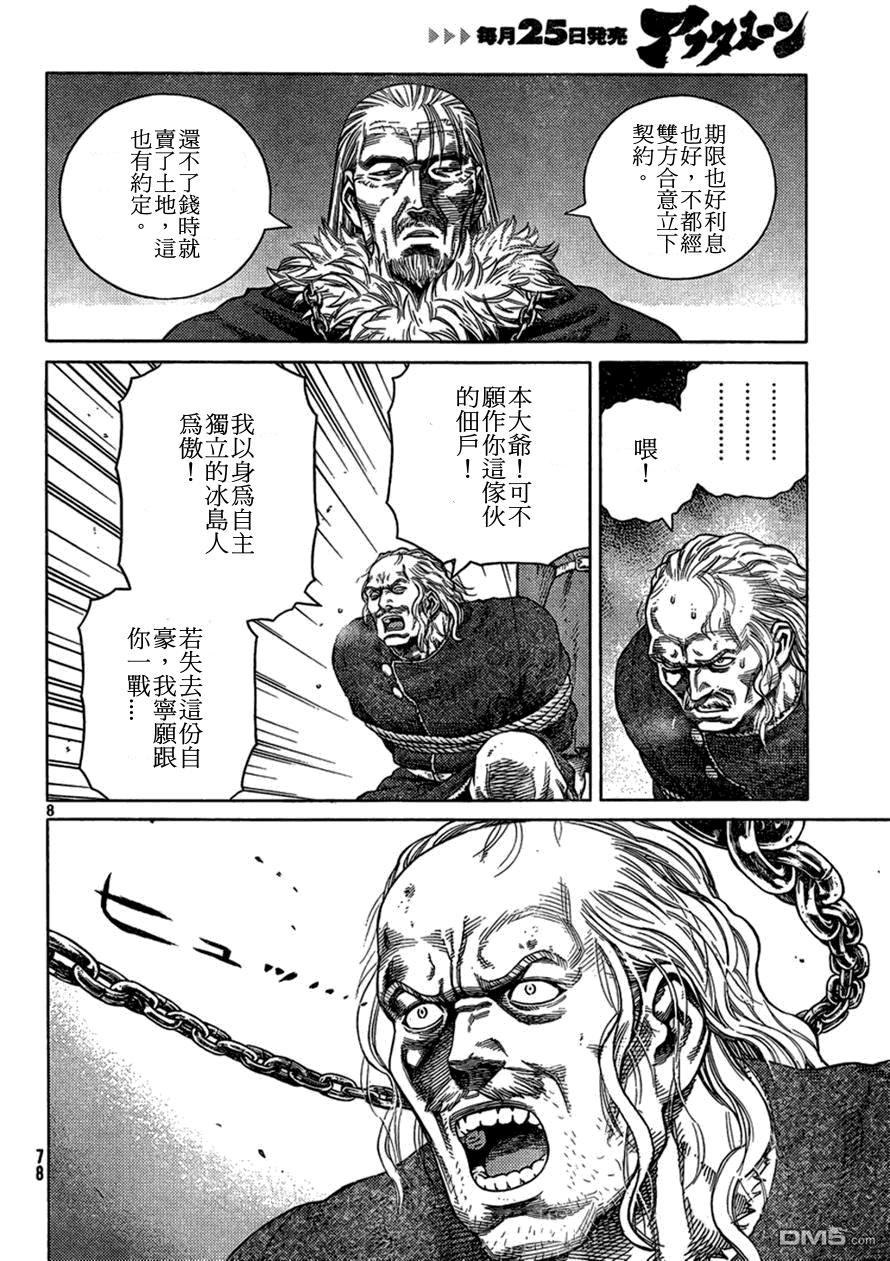 毎月25日発売 アフタヌーン
期限也好利息
也好，不都經
雙方合意立下
契約。
還不了錢時就
賣了土地，這
也有約定。
………
………
喂！
本大爺！可不
願作你這傢伙
的佃戶！
我以身爲自主
獨立的冰島人
爲傲！
若失去這份自
豪，我寧願跟
你一戰…
8
ヒュッ
78
DM5.com